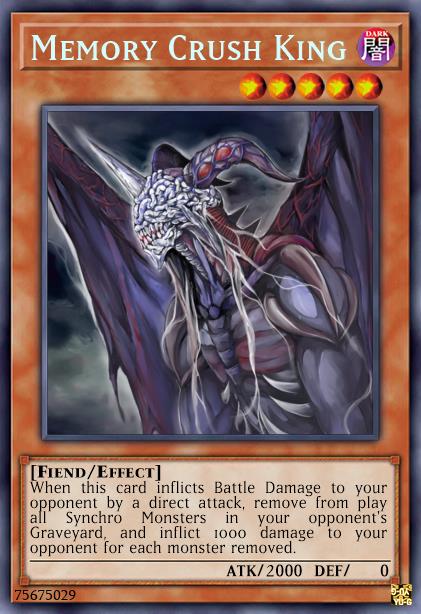 MEMORY CRUSH KING
DARK
闇
[FIEND/EFFECT]
When this card inflicts Battle Damage to your
opponent by a direct attack, remove from play
all Synchro Monsters in your opponent's
Graveyard, and inflict 1000 damage to your
opponent for each monster removed.
ATK/2000 DEF/ 0
75675029